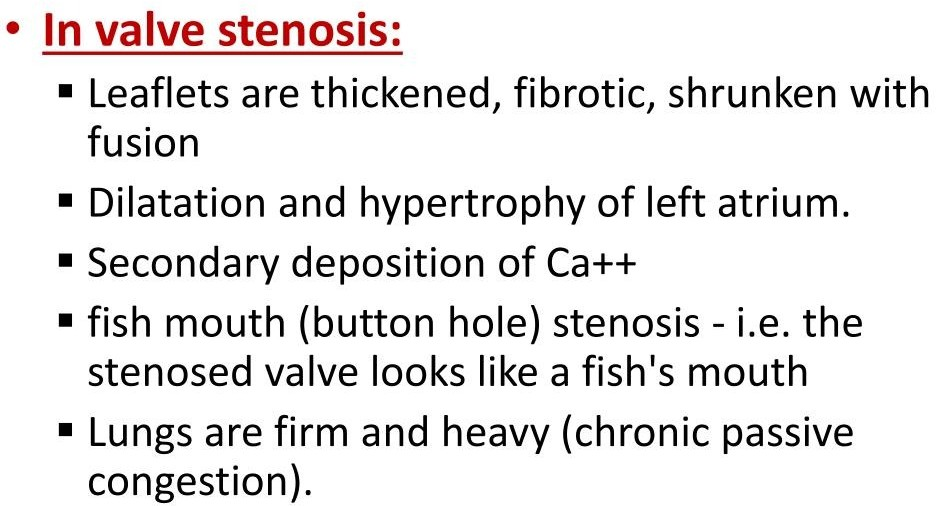 • In valve stenosis:
▪ Leaflets are thickened, fibrotic, shrunken with
fusion
▪ Dilatation and hypertrophy of left atrium.
▪ Secondary deposition of Ca++
▪ fish mouth (button hole) stenosis - i.e. the
stenosed valve looks like a fish's mouth
▪ Lungs are firm and heavy (chronic passive
congestion).